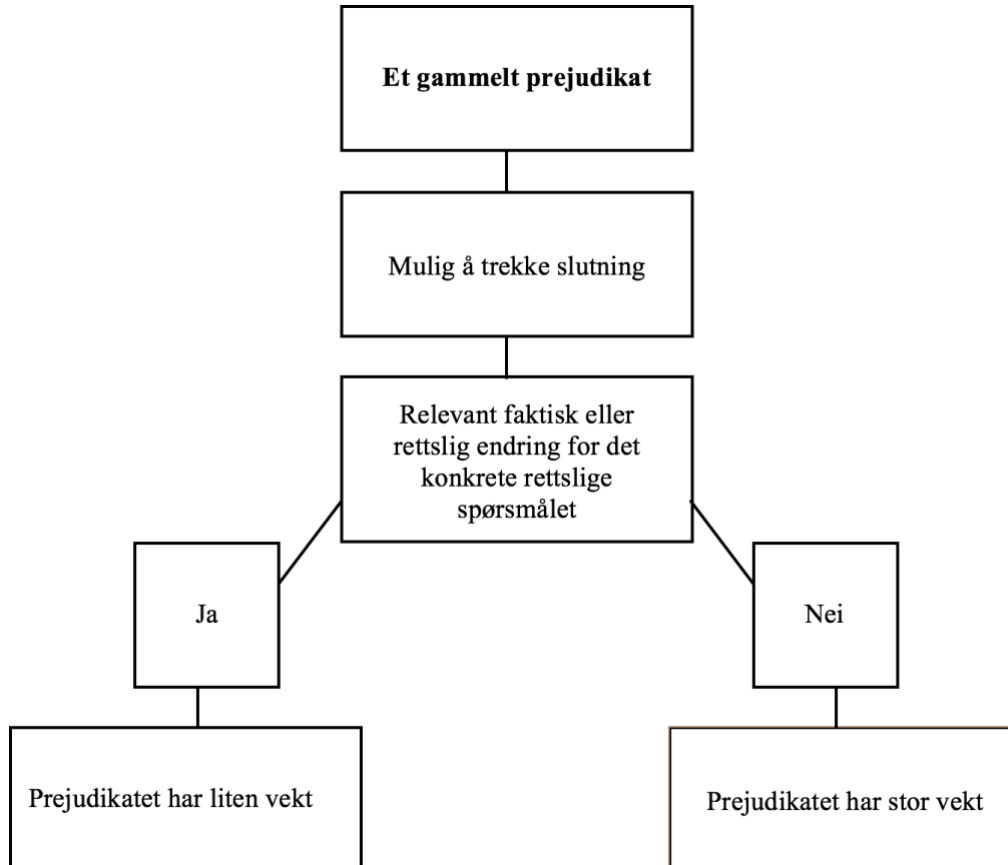 Et gammelt prejudikat
Mulig å trekke slutning
Relevant faktisk eller
rettslig endring for det
konkrete rettslige
spørsmålet
Ja
Nei
Prejudikatet har liten vekt
Prejudikatet har stor vekt